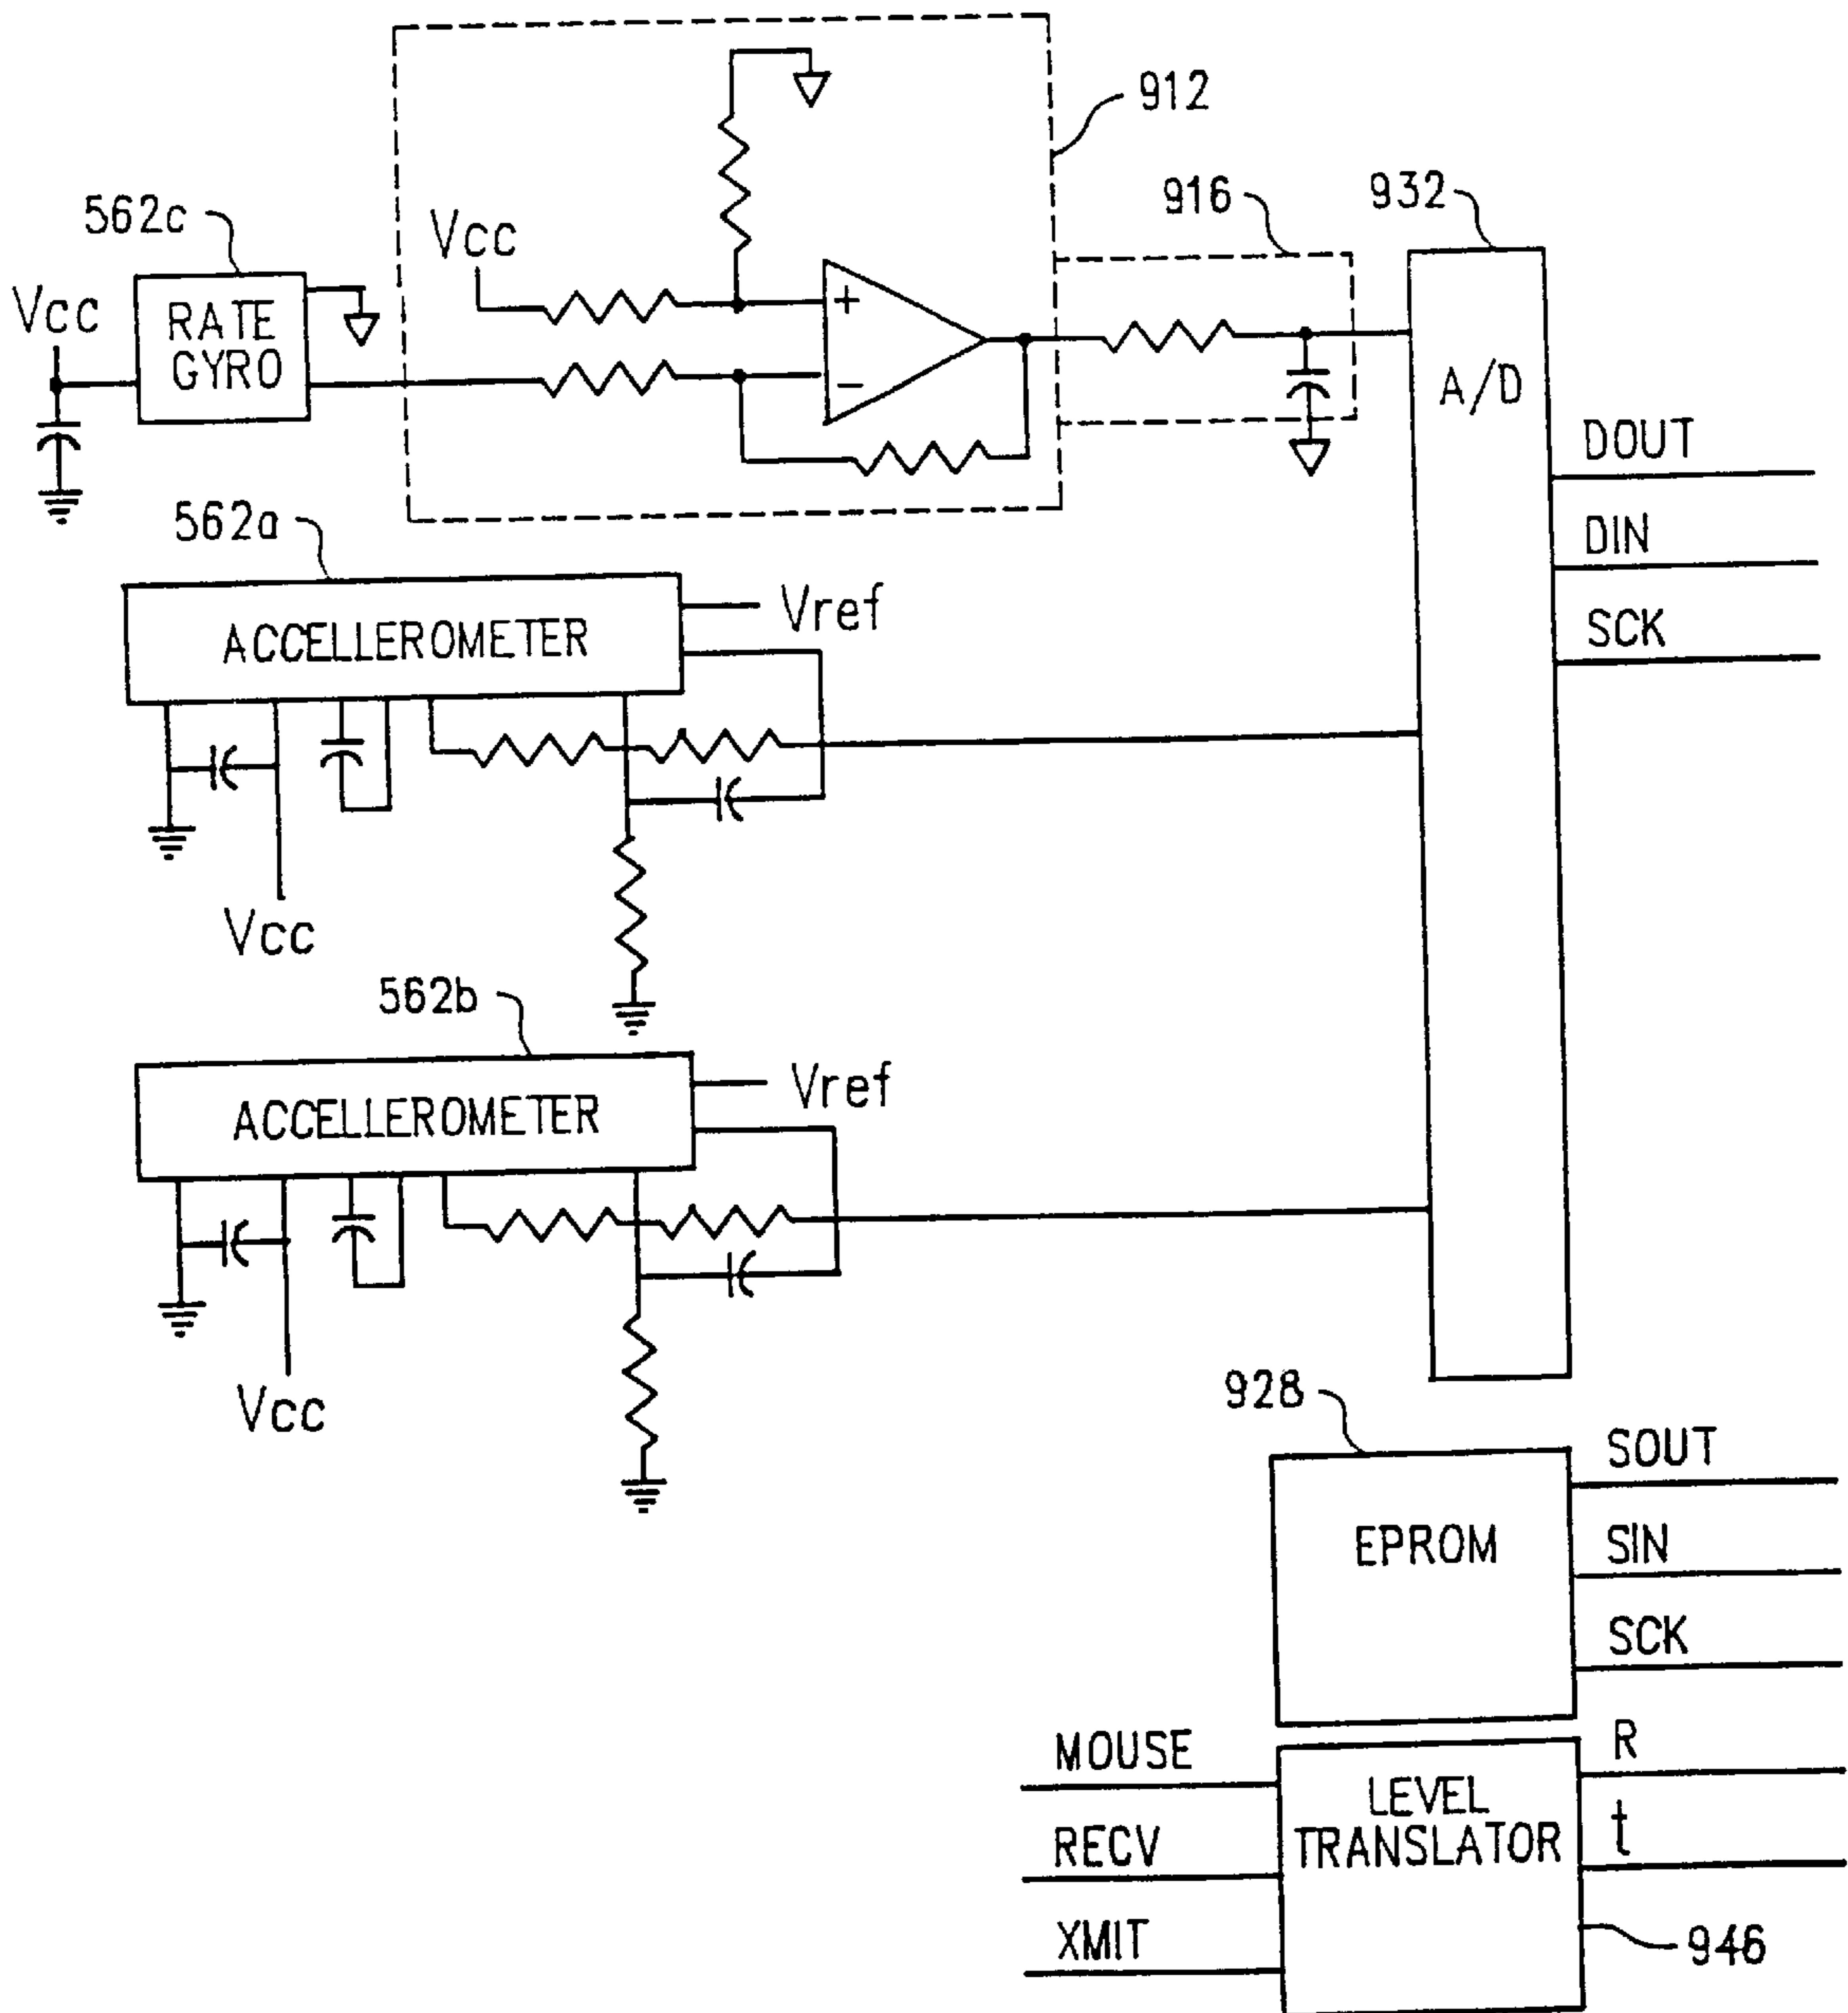 912
916
932
562c
Vcc
Vcc
RATE
GYRO
+
−
A/D
DOUT
DIN
SCK
562a
ACCELLEROMETER
Vref
Vcc
562b
ACCELLEROMETER
Vref
Vcc
928
EPROM
SOUT
SIN
SCK
MOUSE
RECV
XMIT
LEVEL
TRANSLATOR
R
t
946